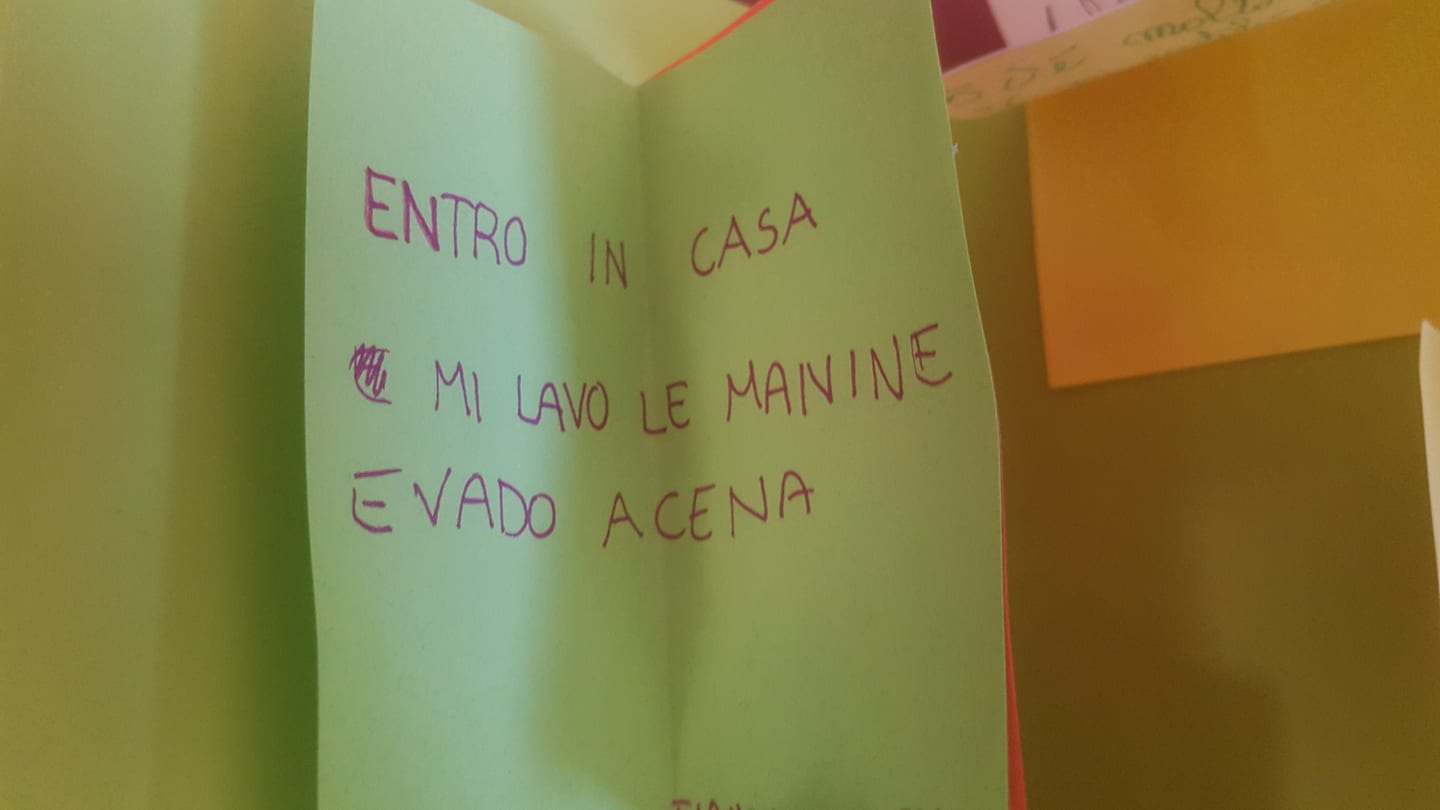 ENTRO IN CASA
MI LAVO LE MANINE
E VADO A CENA